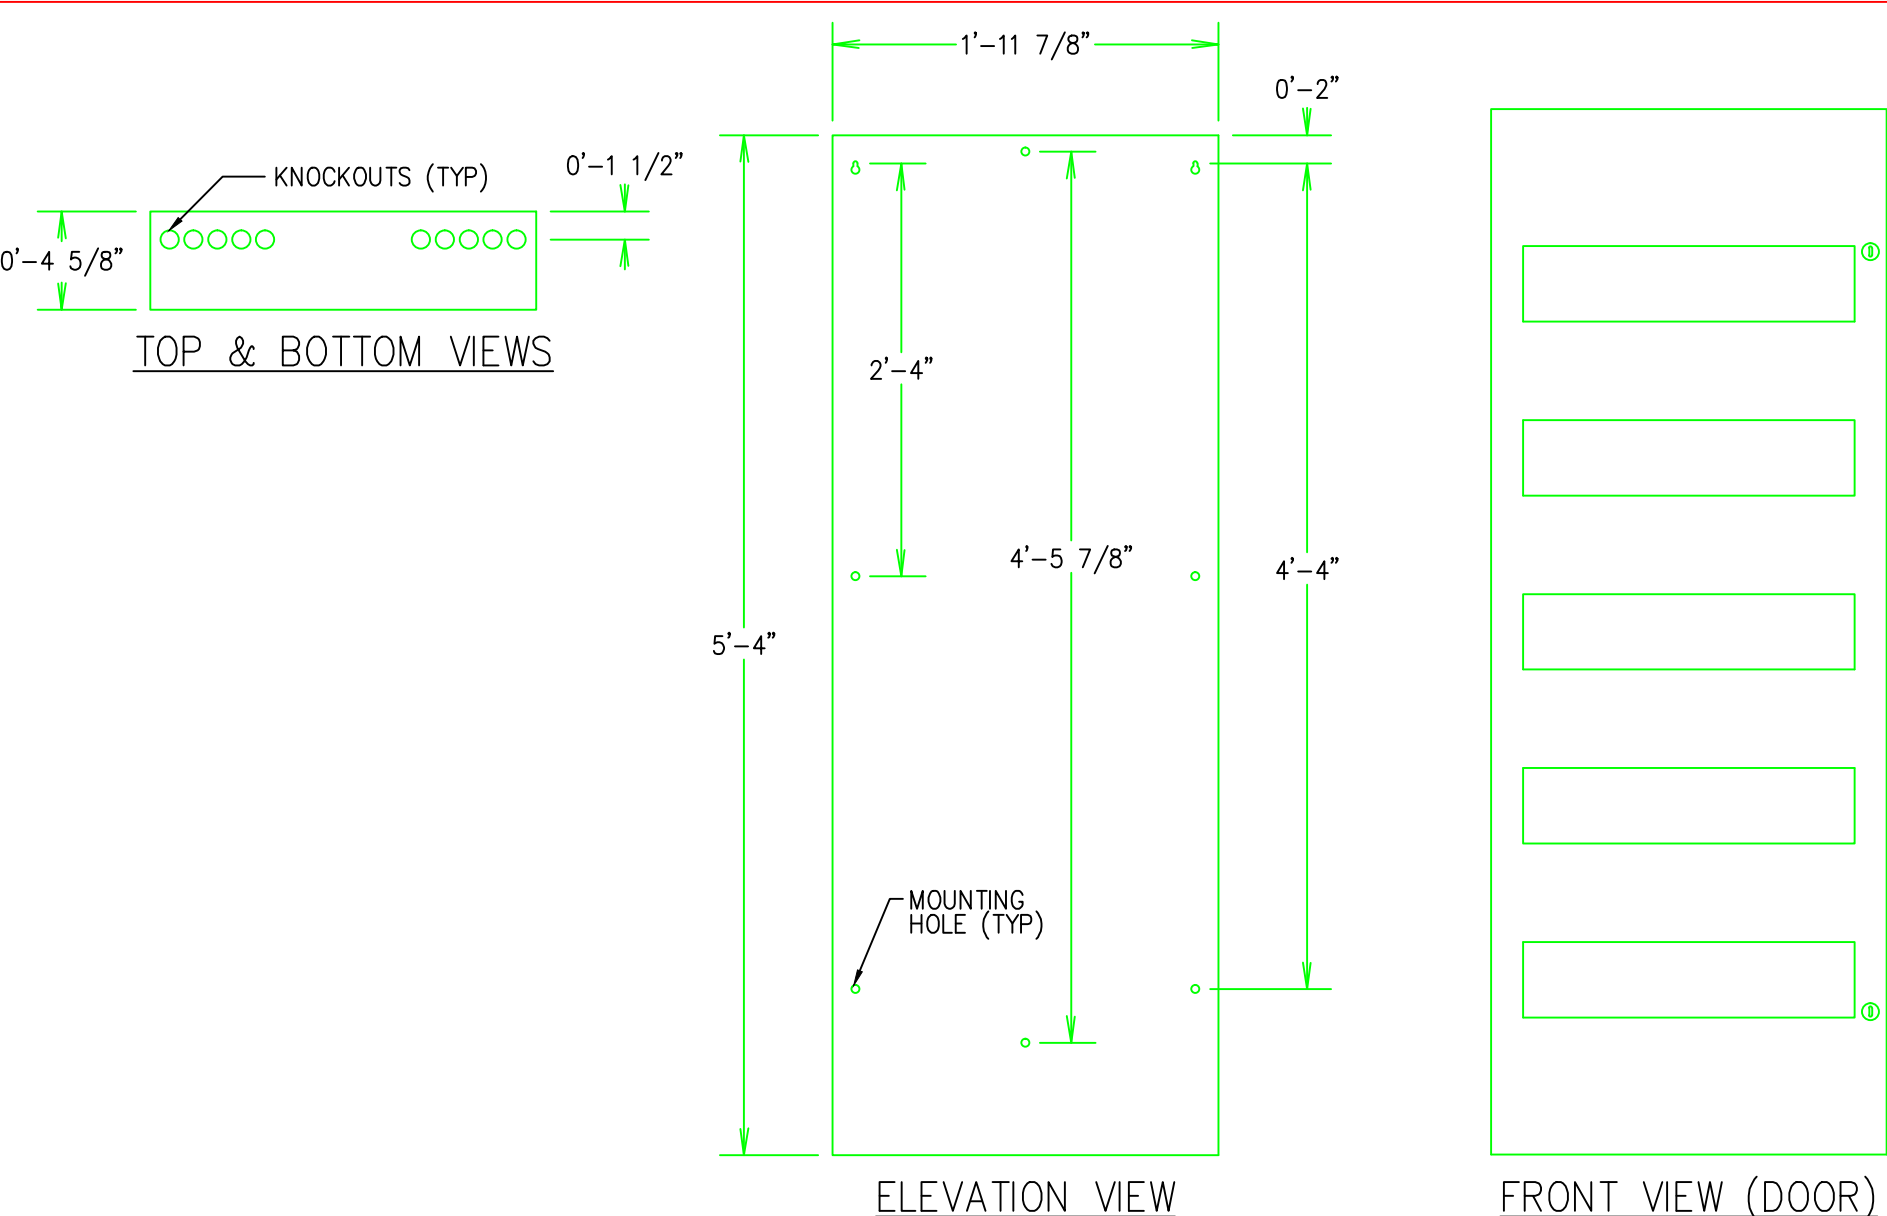 1'-11 7/8"
0'-2"
KNOCKOUTS (TYP)
0'-1 1/2"
0'-4 5/8"
TOP & BOTTOM VIEWS
2'-4"
4'-5 7/8"
4'-4"
5'-4"
MOUNTING
HOLE (TYP)
ELEVATION VIEW
FRONT VIEW (DOOR)